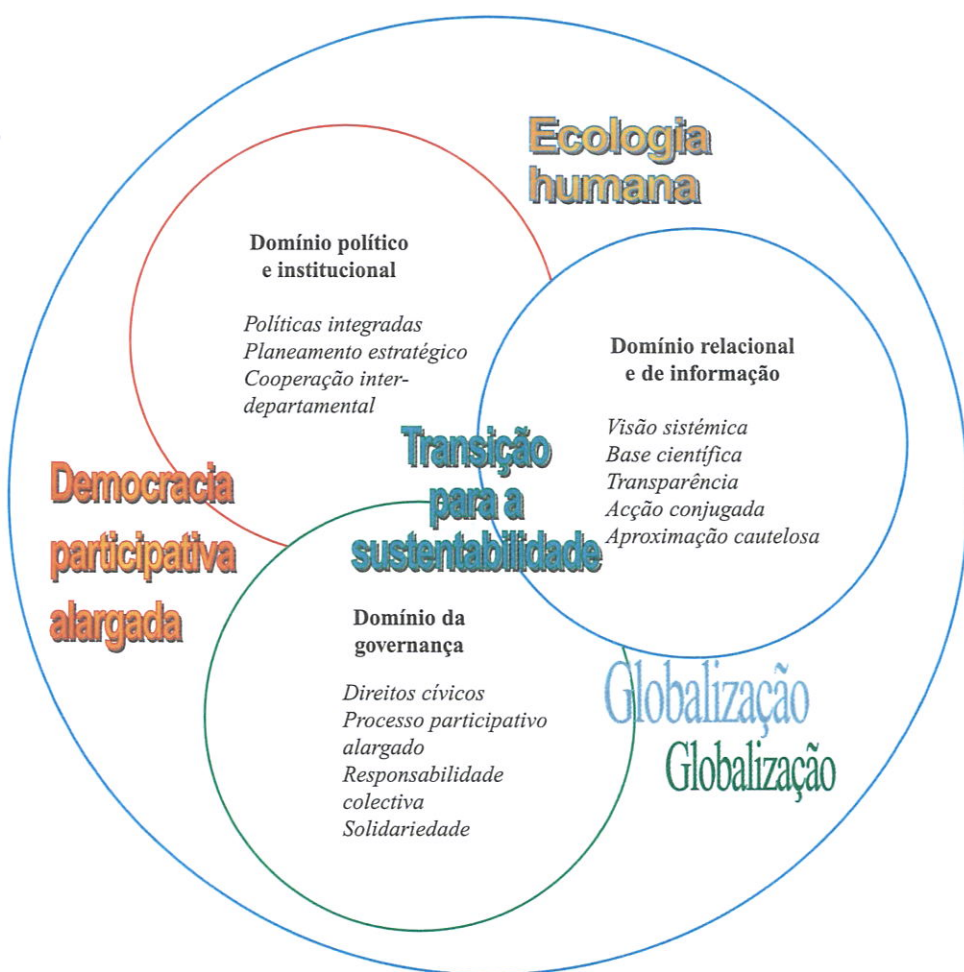 Ecologia
humana
Domínio político
e institucional
Políticas integradas
Planeamento estratégico
Cooperação inter-
departamental
Domínio relacional
e de informação
Visão sistémica
Base científica
Transparência
Acção conjugada
Aproximação cautelosa
Transição
para a
sustentabilidade
Democracia
participativa
alargada
Domínio da
governança
Direitos cívicos
Processo participativo
alargado
Responsabilidade
colectiva
Solidariedade
Globalização
Globalização